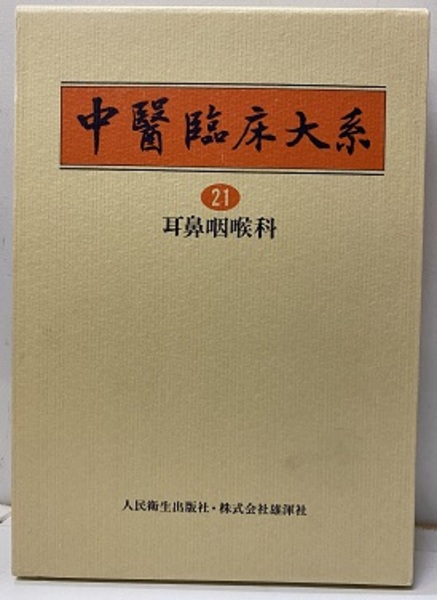 中醫臨床大系
21
耳鼻咽喉科
人民衛生出版社・株式会社雄渾社